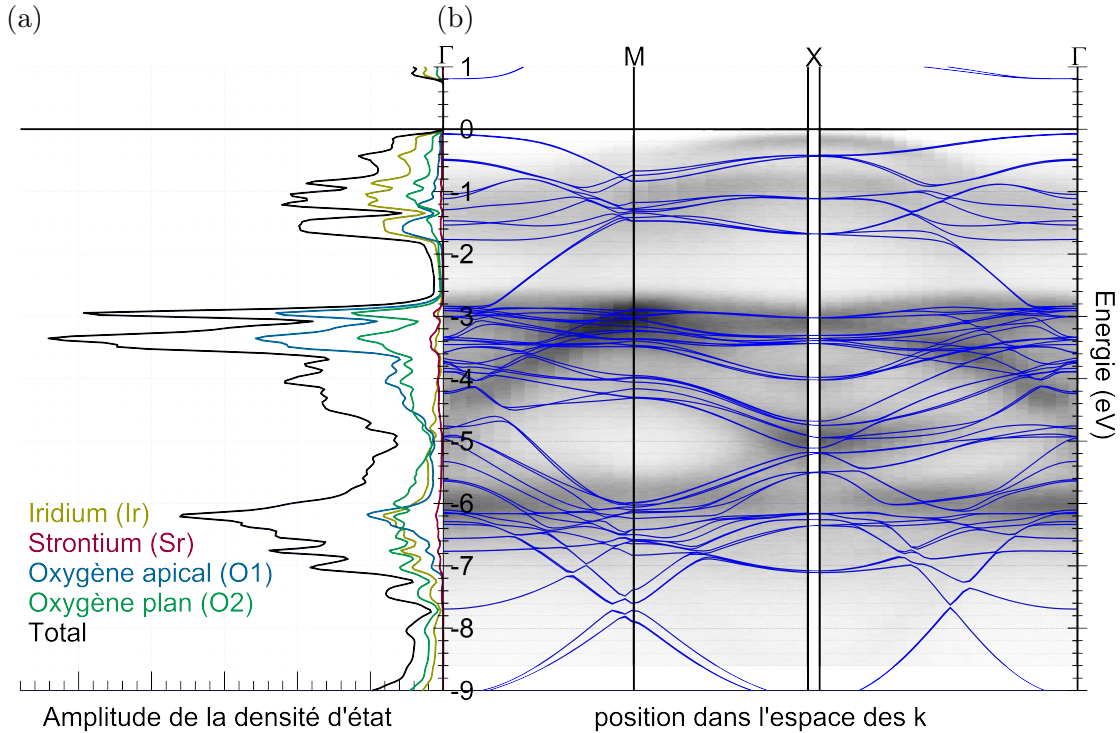 (a)
(b)
Γ M X Γ
1
0
-1
-2
-3
-4
-5
-6
-7
-8
-9
Energie (eV)
Iridium (Ir)
Strontium (Sr)
Oxygène apical (O1)
Oxygène plan (O2)
Total
Amplitude de la densité d'état
position dans l'espace des k